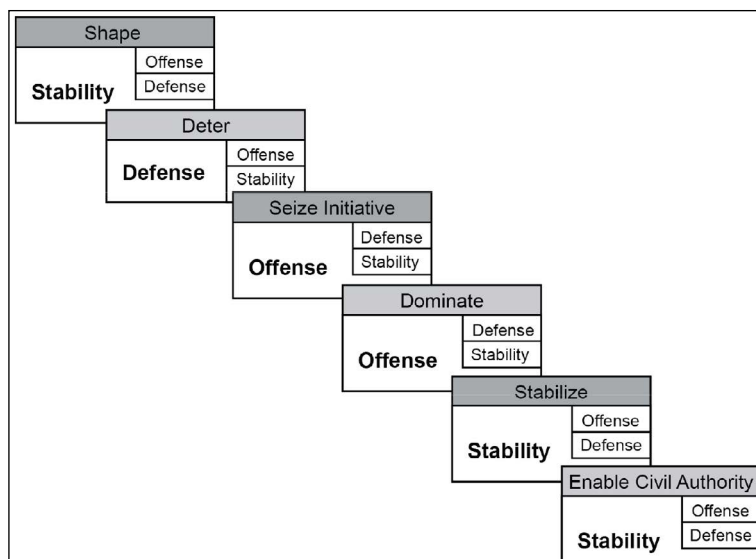 Shape
Offense
Stability
Defense
Deter
Offense
Defense
Stability
Seize Initiative
Defense
Offense
Stability
Dominate
Defense
Offense
Stability
Stabilize
Offense
Stability
Defense
Enable Civil Authority
Offense
Stability
Defense